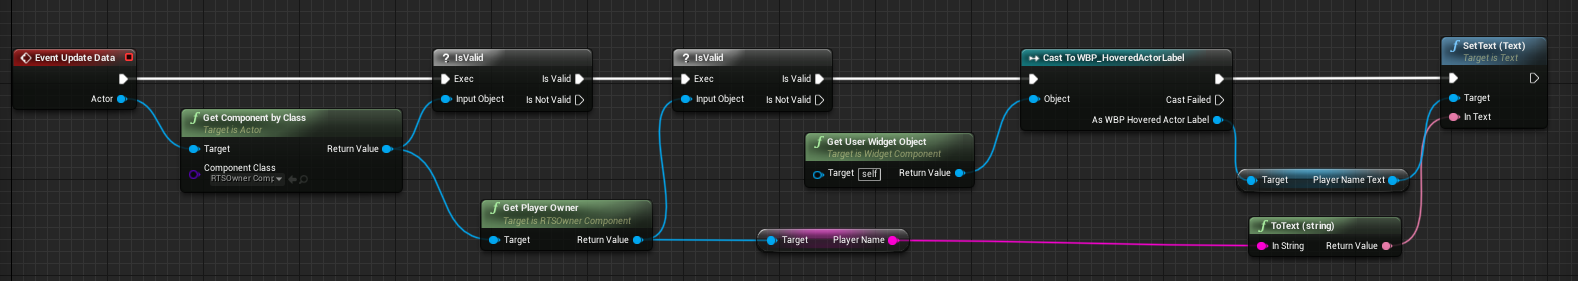 Event Update Data
Actor
Get Component by Class
Target is Actor
Target
Return Value
Component Class
RTSOwner Comp
? IsValid
Exec
Is Valid
Input Object
Is Not Valid
Get Player Owner
Target is RTSOwner Component
Target
Return Value
? IsValid
Exec
Is Valid
Input Object
Is Not Valid
Target
Player Name
Get User Widget Object
Target is Widget Component
Target
self
Return Value
Cast To WBP_HoveredActorLabel
Object
Cast Failed
As WBP Hovered Actor Label
Target
Player Name Text
ToText (string)
In String
Return Value
SetText (Text)
Target is Text
Target
In Text